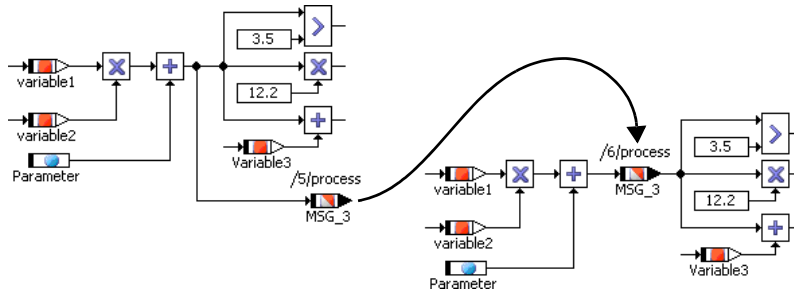 3.5
variable1
12.2
variable2
Variable3
Parameter
/5/process
MSG_3
/6/process
3.5
variable1
MSG_3
12.2
variable2
Variable3
Parameter